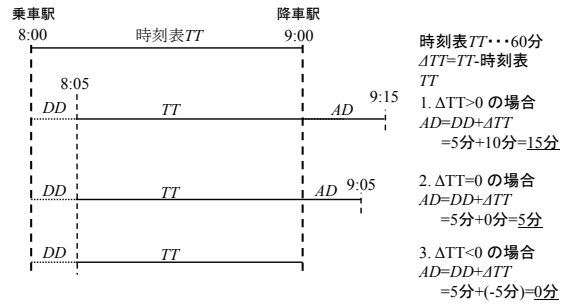 乗車駅
降車駅
8:00
時刻表TT
9:00
8:05
DD
TT
AD
9:15
DD
TT
AD
9:05
DD
TT
時刻表TT･･･60分
ΔTT=TT-時刻表
TT
1. ΔTT>0 の場合
AD=DD+ΔTT
=5分+10分=15分
2. ΔTT=0 の場合
AD=DD+ΔTT
=5分+0分=5分
3. ΔTT<0 の場合
AD=DD+ΔTT
=5分+(-5分)=0分